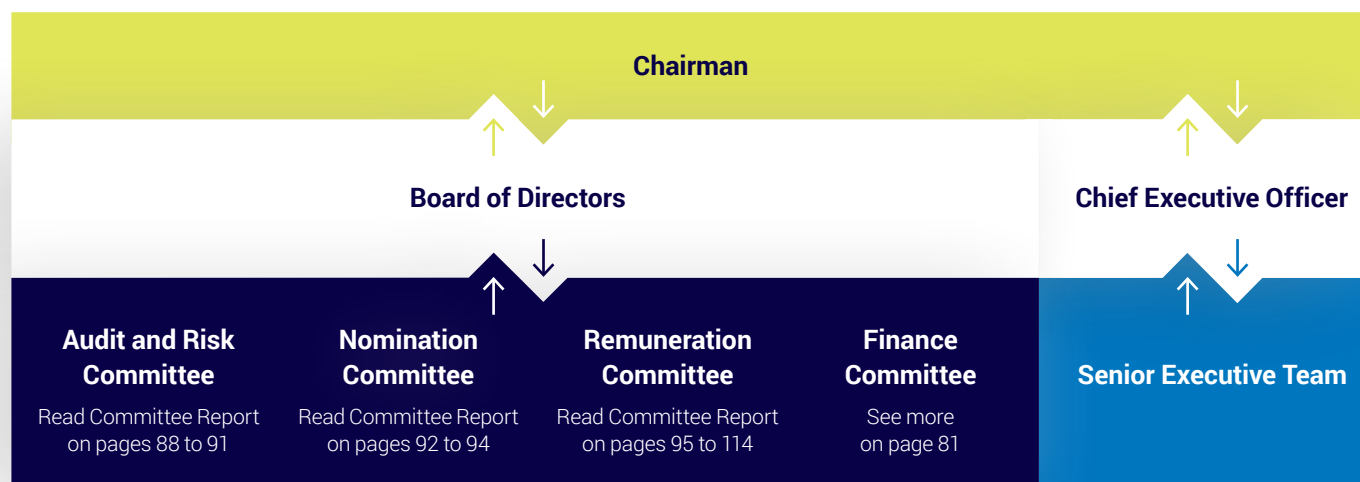 Chairman
Board of Directors
Chief Executive Officer
Audit and Risk
Committee
Read Committee Report
on pages 88 to 91
Nomination
Committee
Read Committee Report
on pages 92 to 94
Remuneration
Committee
Read Committee Report
on pages 95 to 114
Finance
Committee
See more
on page 81
Senior Executive Team